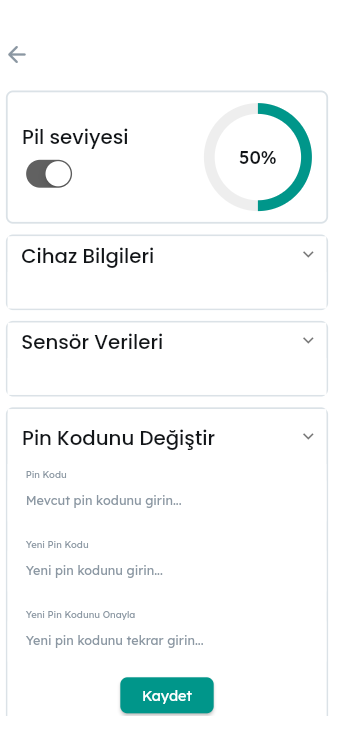 Pil seviyesi
50%
Cihaz Bilgileri
Sensör Verileri
Pin Kodunu Değiştir
Pin Kodu
Mevcut pin kodunu girin...
Yeni Pin Kodu
Yeni pin kodunu girin...
Yeni Pin Kodunu Onayla
Yeni pin kodunu tekrar girin...
Kaydet